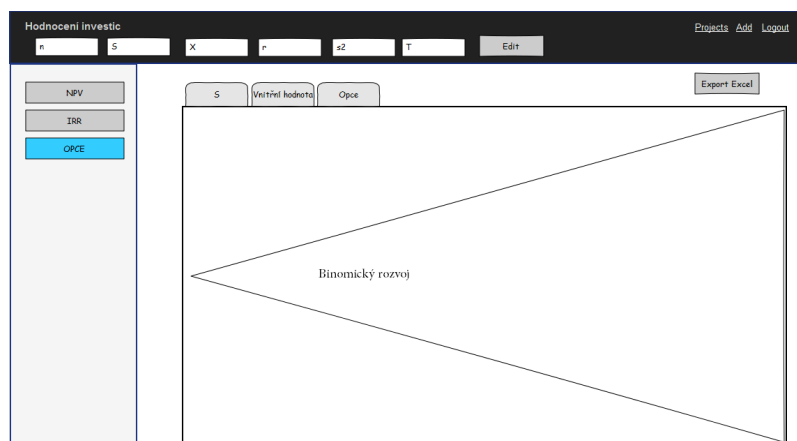 Hodnocení investic
Projects Add Logout
n S X r s2 T Edit
NPV
IRR
OPCE
Export Excel
S Vnitřní hodnota Opce
Binomický rozvoj